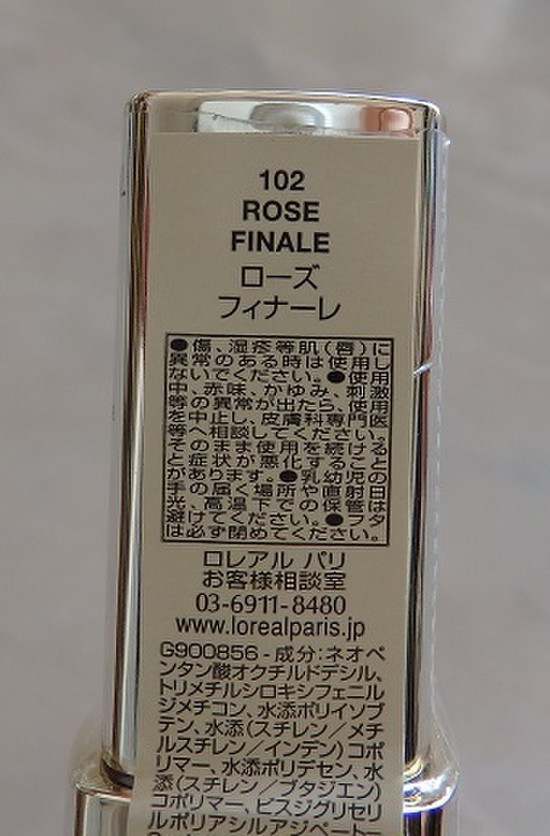 102
ROSE
FINALE
ローズ
フィナーレ
●傷、湿疹等肌(唇)に
異常のある時は使用し
ないでください。●使用
中、赤味、かゆみ、刺激
等の異常が出たら、使用
を中止し、皮膚科専門医
等へ相談してください。
そのまま使用を続ける
と症状が悪化すること
があります。●乳幼児の
手の届く場所や直射日
光、高温下での保管は
避けてください。●フタ
は必ず閉めてください。
ロレアル パリ
お客様相談室
03-6911-8480
www.lorealparis.jp
G900856-成分:ネオペ
ンタン酸オクチルドデシル、
トリメチルシロキシフェニル
ジメチコン、水添ポリイソブ
テン、水添(スチレン/メチ
ルスチレン/インデン)コポ
リマー、水添ポリデセン、水
添(スチレン/ブタジエン)
コポリマー、ビスジグリセリ
ルポリアシルアジペート-